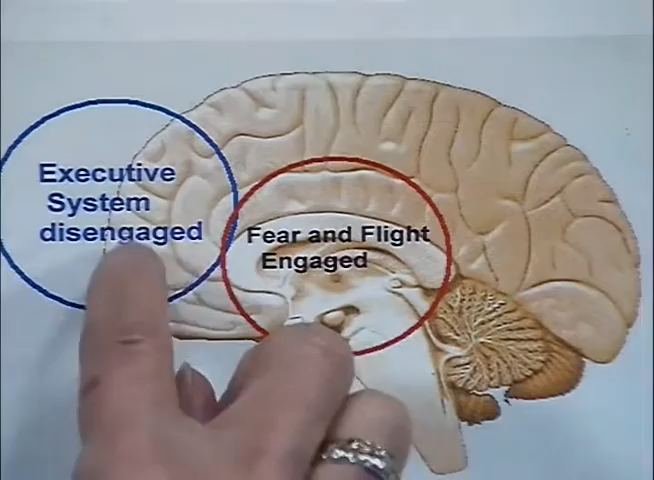 Executive
System
disengaged
Fear and Flight
Engaged